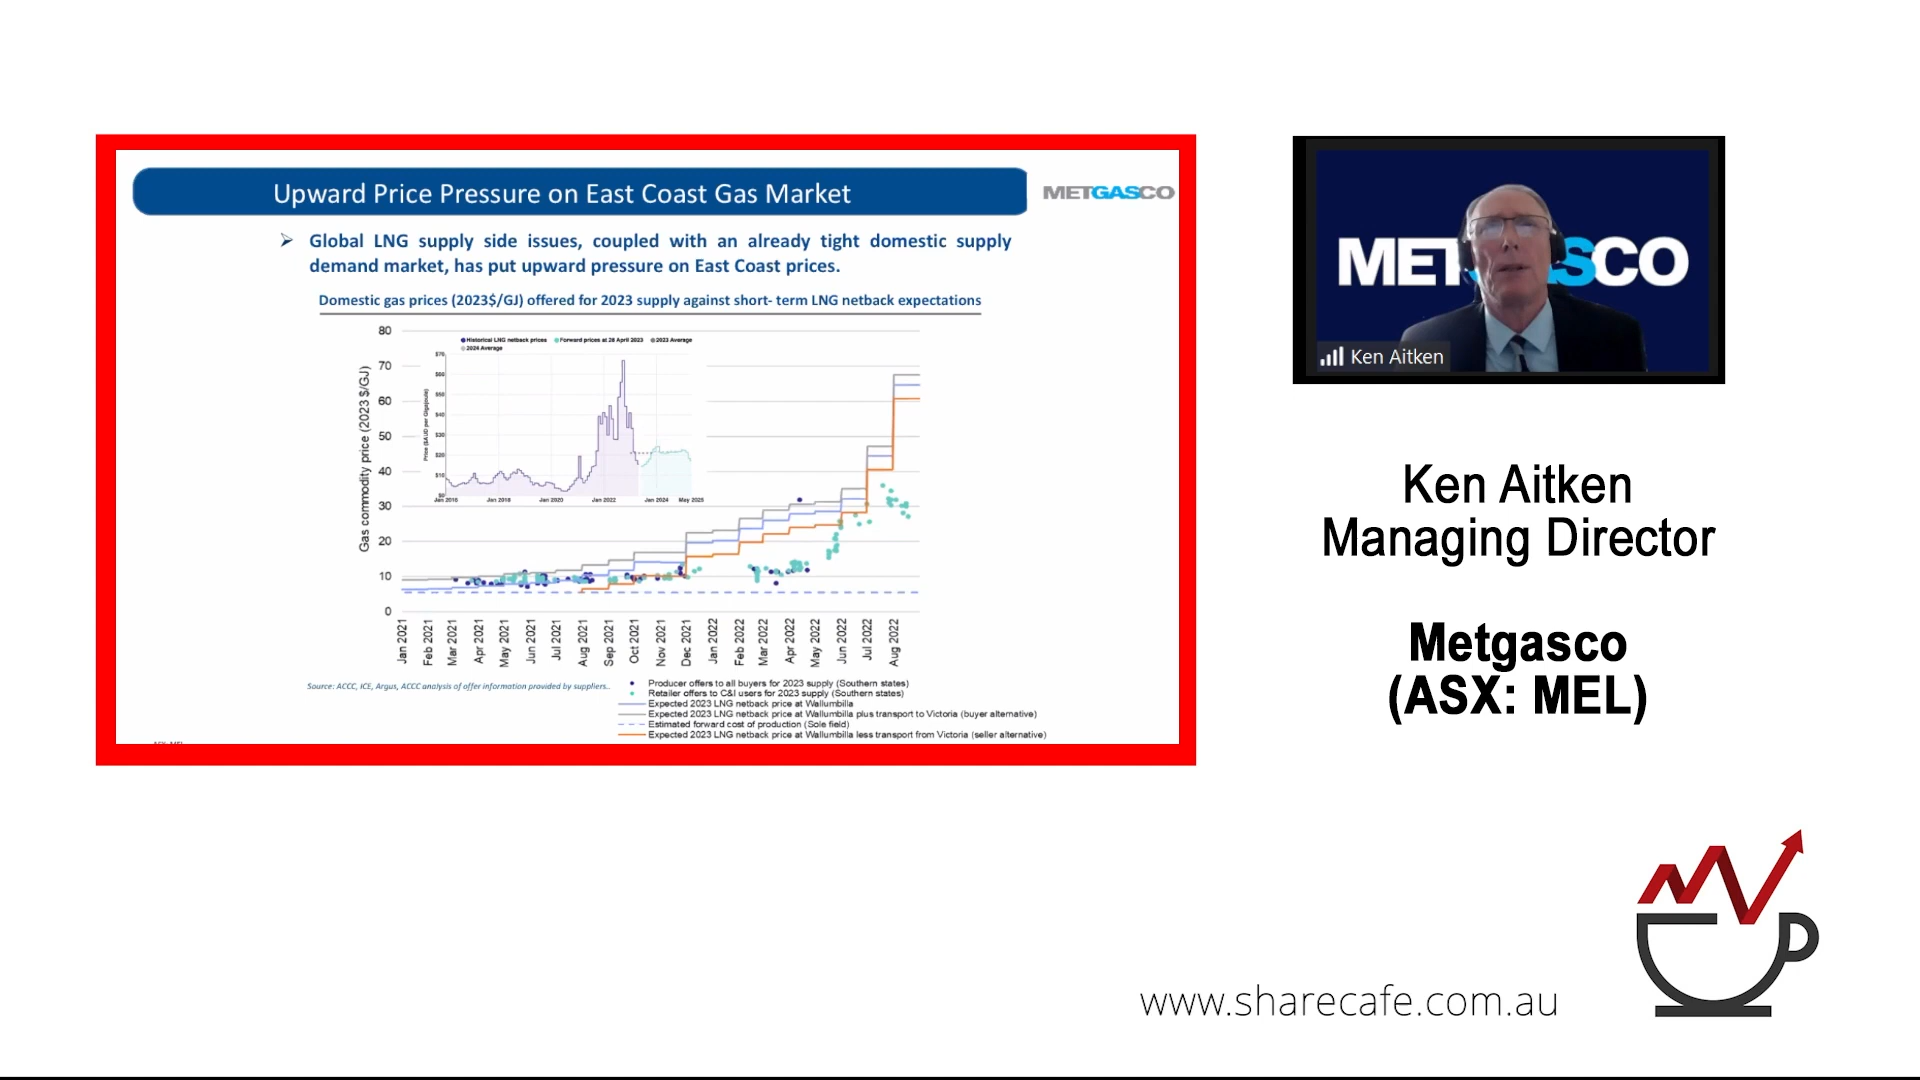 Upward Price Pressure on East Coast Gas Market
METGASCO
Global LNG supply side issues, coupled with an already tight domestic supply
demand market, has put upward pressure on East Coast prices.
Domestic gas prices (2023$/GJ) offered for 2023 supply against short- term LNG netback expectations
Gas commodity price (2023 $/GJ)
80
70
60
50
40
30
20
10
0
Historical LNG netback prices
Forward prices at 28 April 2023
2023 Average
2024 Average
Price ($AUD per Gigajoule)
$70
$60
$50
$40
$30
$20
$10
$0
Jan 2016
Jan 2018
Jan 2020
Jan 2022
Jan 2024
May 2025
Jan 2021
Feb 2021
Mar 2021
Apr 2021
May 2021
Jun 2021
Jul 2021
Aug 2021
Sep 2021
Oct 2021
Nov 2021
Dec 2021
Jan 2022
Feb 2022
Mar 2022
Apr 2022
May 2022
Jun 2022
Jul 2022
Aug 2022
Source: ACCC, ICE, Argus, ACCC analysis of offer information provided by suppliers..
Producer offers to all buyers for 2023 supply (Southern states)
Retailer offers to C&I users for 2023 supply (Southern states)
Expected 2023 LNG netback price at Wallumbilla
Expected 2023 LNG netback price at Wallumbilla plus transport to Victoria (buyer alternative)
Estimated forward cost of production (Sole field)
Expected 2023 LNG netback price at Wallumbilla less transport from Victoria (seller alternative)
Ken Aitken
Ken Aitken
Managing Director
Metgasco
(ASX: MEL)
www.sharecafe.com.au